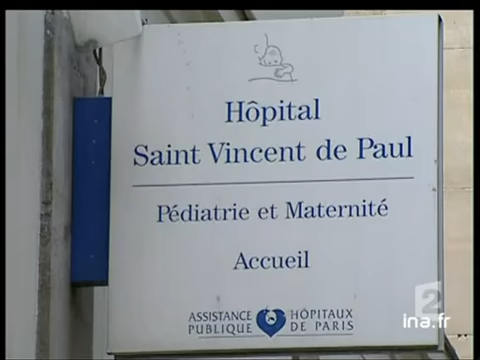 Hôpital
Saint Vincent de Paul
Pédiatrie et Maternité
Accueil
ASSISTANCE HÔPITAUX
PUBLIQUE DE PARIS
2
ina.fr